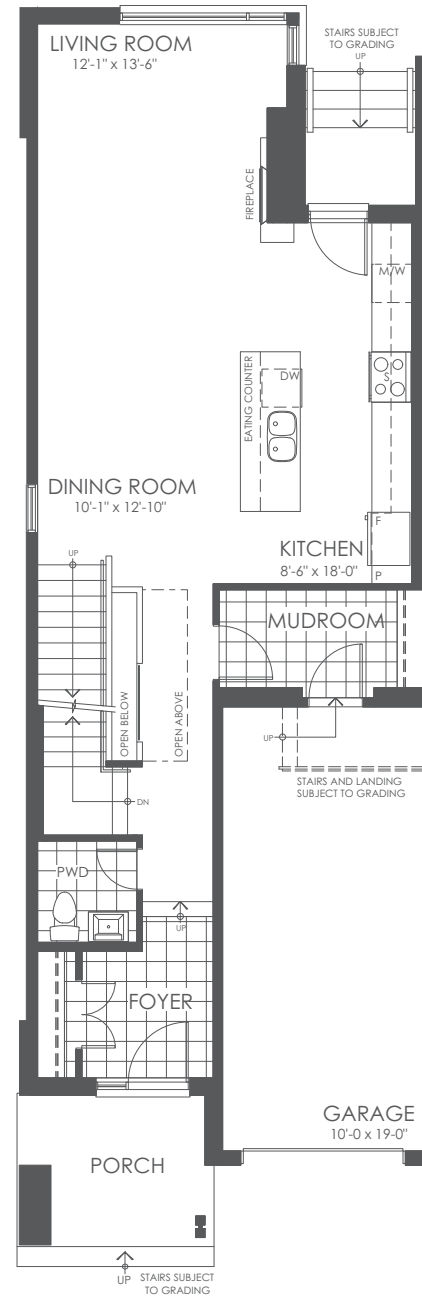 LIVING ROOM
12'-1" x 13'-6"
STAIRS SUBJECT
TO GRADING
UP
FIREPLACE
M/W
EATING COUNTER
DW
S
DINING ROOM
10'-1" x 12'-10"
F
KITCHEN
8'-6" x 18'-0"
P
UP
MUDROOM
OPEN BELOW
OPEN ABOVE
UP
STAIRS AND LANDING
SUBJECT TO GRADING
DN
PWD
UP
FOYER
GARAGE
10'-0 x 19'-0"
PORCH
UP
STAIRS SUBJECT
TO GRADING